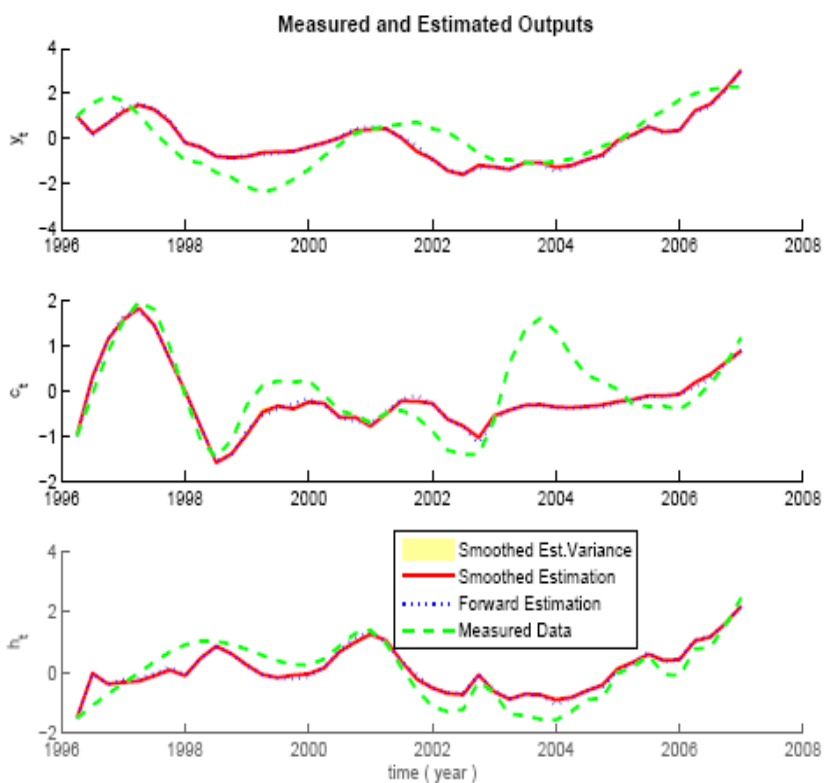 Measured and Estimated Outputs
4
2
0
−2
−4
y_t
1996 1998 2000 2002 2004 2006 2008
2
1
0
−1
−2
c_t
1996 1998 2000 2002 2004 2006 2008
4
2
0
−2
h_t
Smoothed Est.Variance
Smoothed Estimation
Forward Estimation
Measured Data
1996 1998 2000 2002 2004 2006 2008
time ( year )